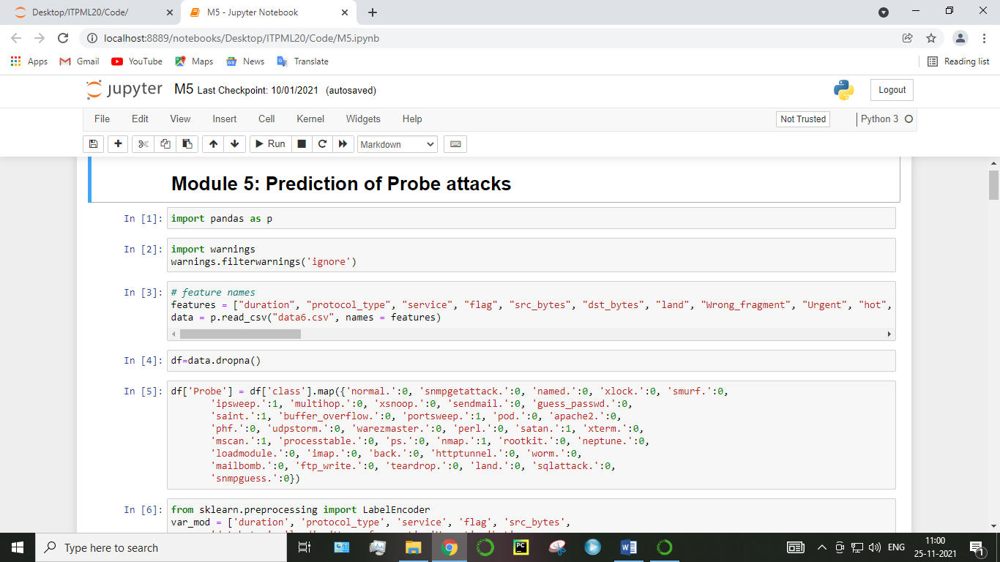 Desktop/ITPML20/Code/
M5 - Jupyter Notebook
localhost:8889/notebooks/Desktop/ITPML20/Code/M5.ipynb
Apps Gmail YouTube Maps News Translate Reading list
jupyter M5 Last Checkpoint: 10/01/2021 (autosaved) Logout
File Edit View Insert Cell Kernel Widgets Help Not Trusted Python 3
Run Markdown
Module 5: Prediction of Probe attacks
In [1]: import pandas as p
In [2]: import warnings
warnings.filterwarnings('ignore')
In [3]: # feature names
features = ["duration", "protocol_type", "service", "flag", "src_bytes", "dst_bytes", "land", "Wrong_fragment", "Urgent", "hot",
data = p.read_csv("data6.csv", names = features)
In [4]: df=data.dropna()
In [5]: df['Probe'] = df['class'].map({'normal.':0, 'snmpgetattack.':0, 'named.':0, 'xlock.':0, 'smurf.':0,
'ipsweep.':1, 'multihop.':0, 'xsnoop.':0, 'sendmail.':0, 'guess_passwd.':0,
'saint.':1, 'buffer_overflow.':0, 'portsweep.':1, 'pod.':0, 'apache2.':0,
'phf.':0, 'udpstorm.':0, 'warezmaster.':0, 'perl.':0, 'satan.':1, 'xterm.':0,
'mscan.':1, 'processtable.':0, 'ps.':0, 'nmap.':1, 'rootkit.':0, 'neptune.':0,
'loadmodule.':0, 'imap.':0, 'back.':0, 'httptunnel.':0, 'worm.':0,
'mailbomb.':0, 'ftp_write.':0, 'teardrop.':0, 'land.':0, 'sqlattack.':0,
'snmpguess.':0})
In [6]: from sklearn.preprocessing import LabelEncoder
var_mod = ['duration', 'protocol_type', 'service', 'flag', 'src_bytes',
Type here to search
PC
W
ENG
11:00
25-11-2021
1